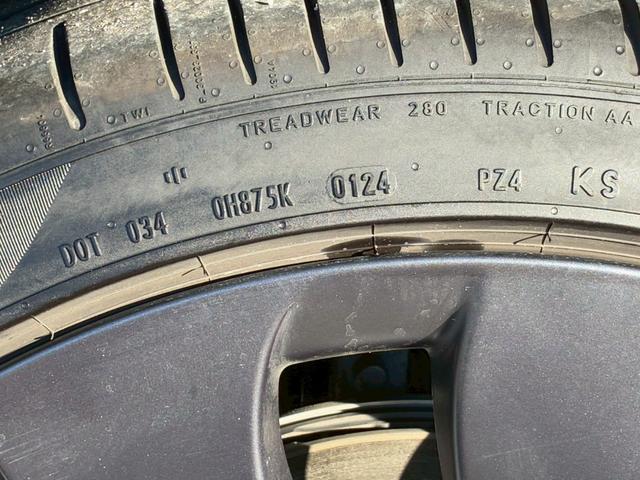 TWI
TREADWEAR 280 TRACTION AA
DOT 034 0H875K 0124 PZ4 KS